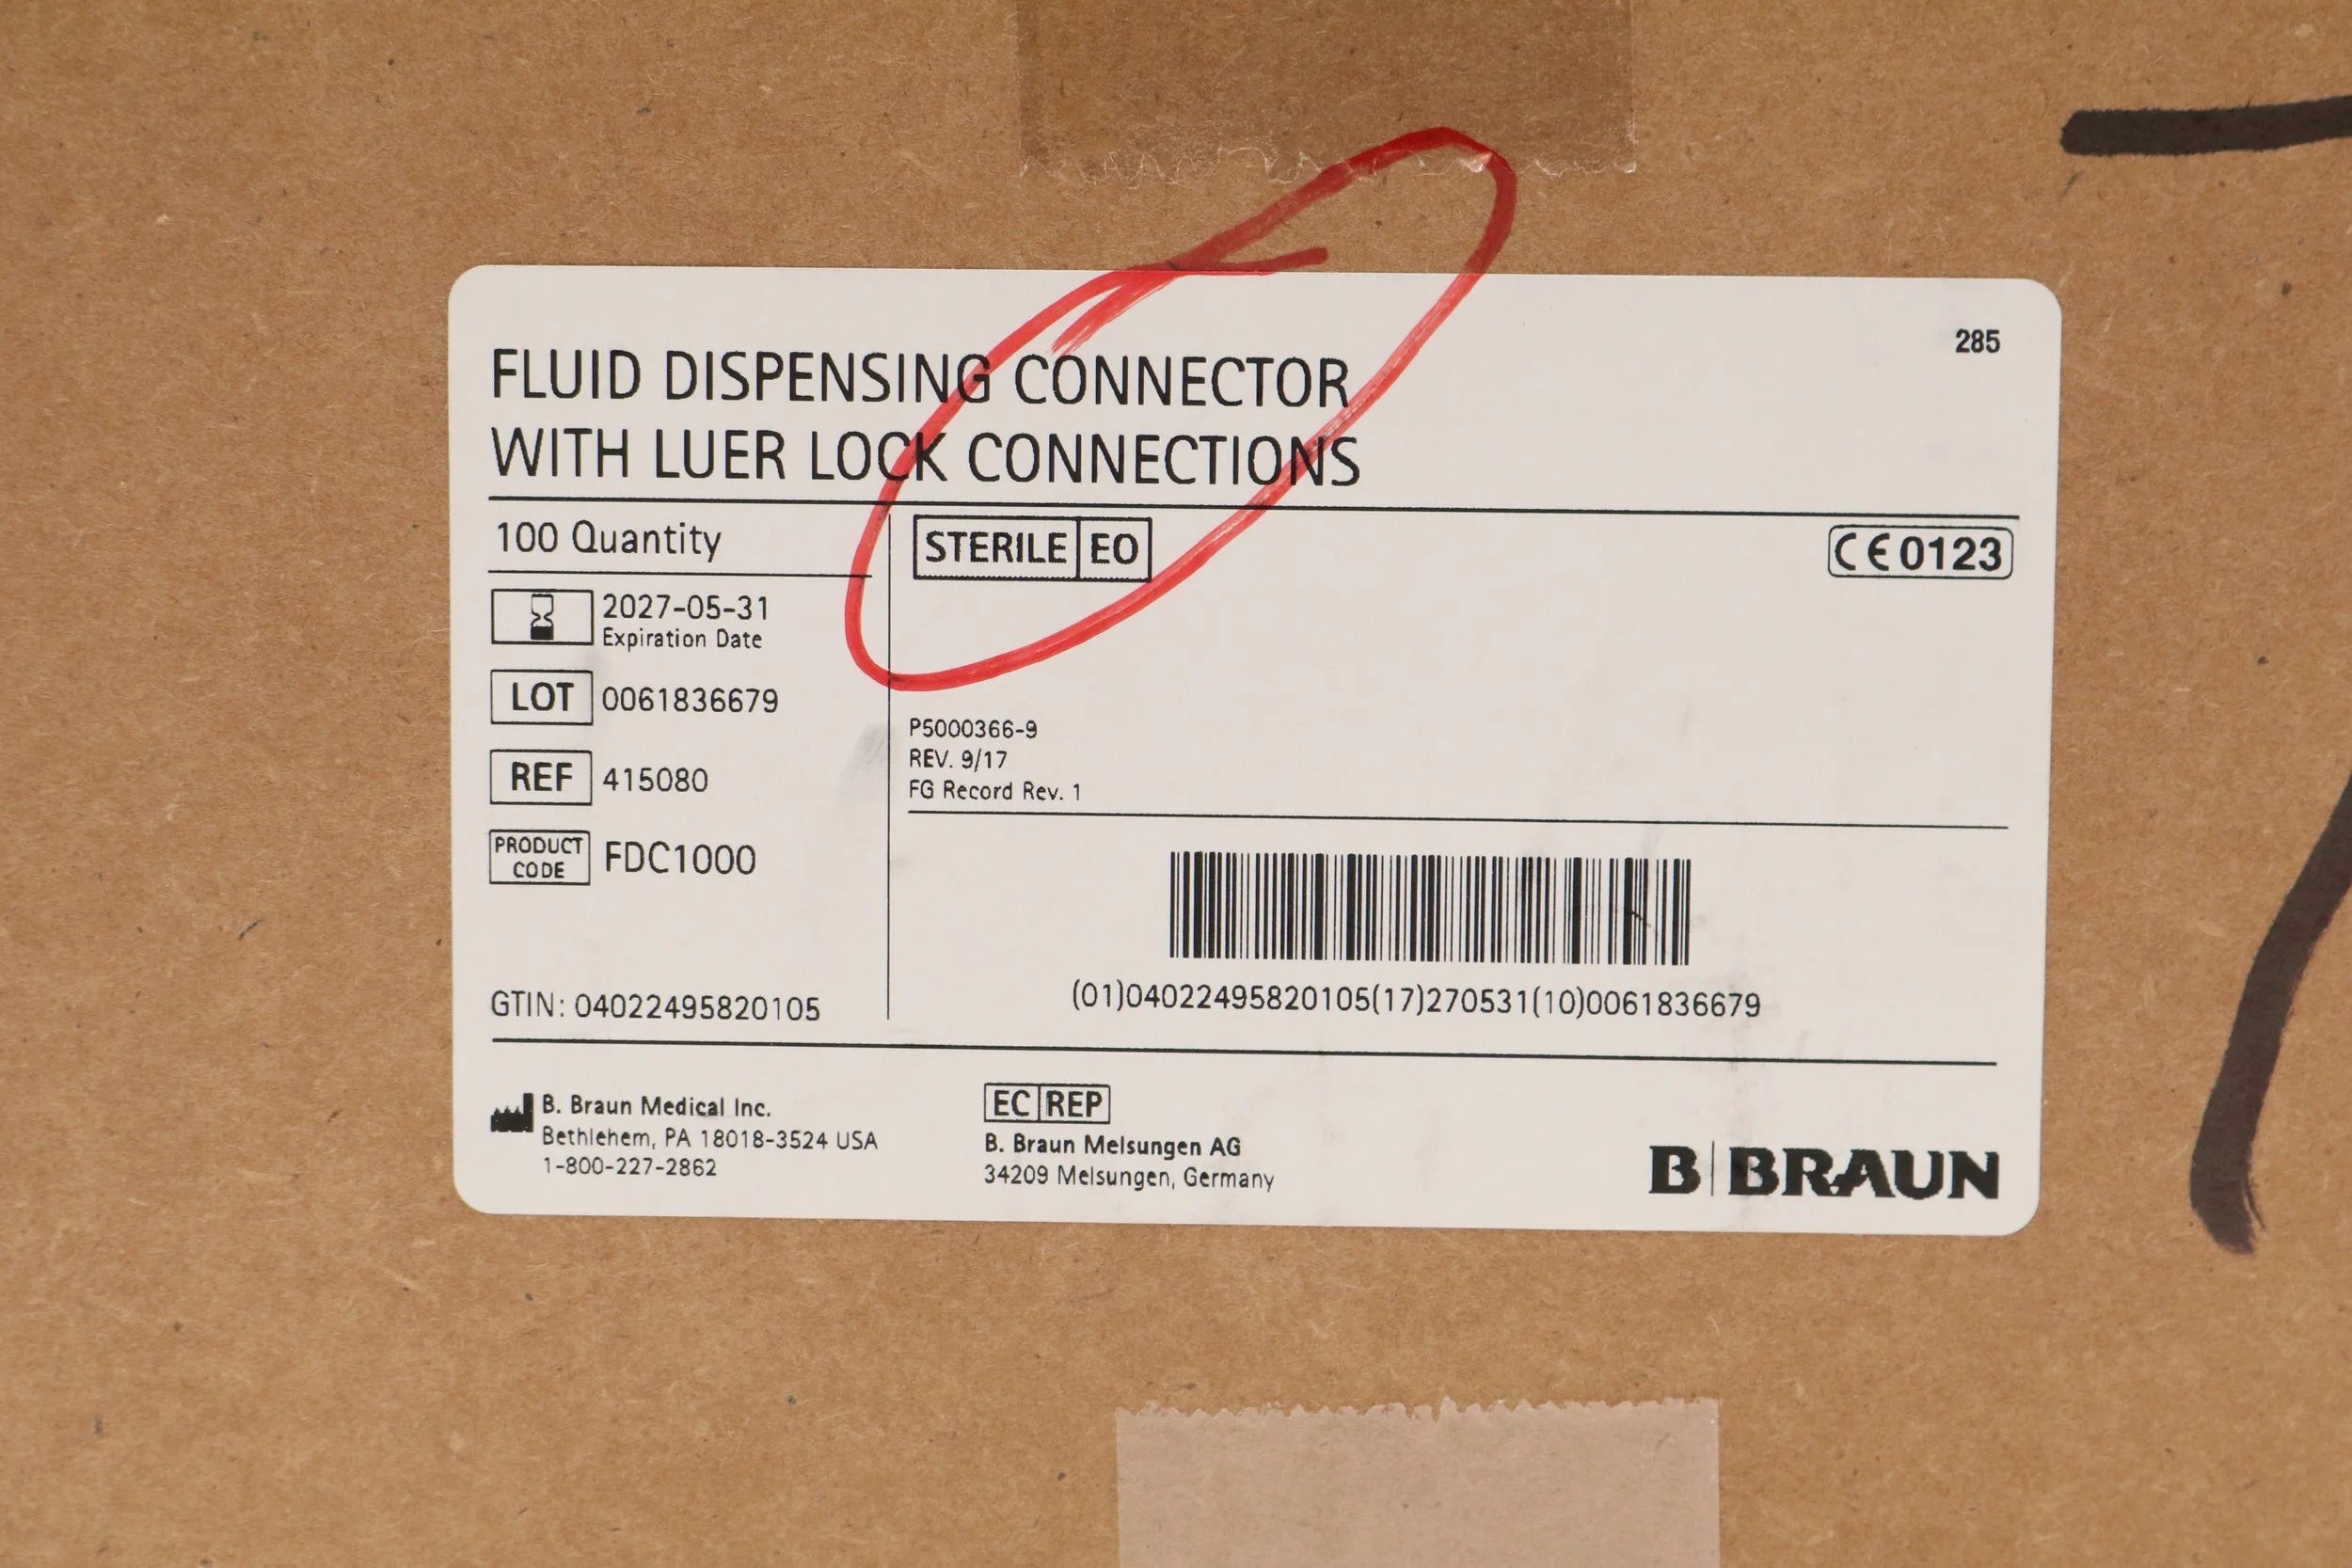 285
FLUID DISPENSING CONNECTOR
WITH LUER LOCK CONNECTIONS
100 Quantity
STERILE EO
CE 0123
2027-05-31
Expiration Date
LOT 0061836679
REF 415080
PRODUCT
CODE
FDC1000
GTIN: 04022495820105
P5000366-9
REV. 9/17
FG Record Rev. 1
(01)04022495820105(17)270531(10)0061836679
B. Braun Medical Inc.
Bethlehem, PA 18018-3524 USA
1-800-227-2862
EC REP
B. Braun Melsungen AG
34209 Melsungen, Germany
B BRAUN